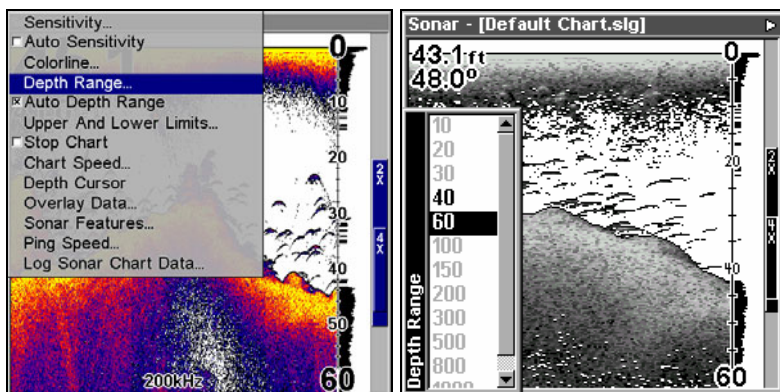 Sensitivity...
Auto Sensitivity
Colorline...
Depth Range...
Auto Depth Range
Upper And Lower Limits...
Stop Chart
Chart Speed...
Depth Cursor
Overlay Data...
Sonar Features...
Ping Speed...
Log Sonar Chart Data...
0
10
20
30
40
50
60
2X
4X
200kHz
Sonar - [Default Chart.slg]
43.1 ft
48.0°
Depth Range
10
20
30
40
60
100
150
200
300
500
800
0
20
40
60
2X
4X